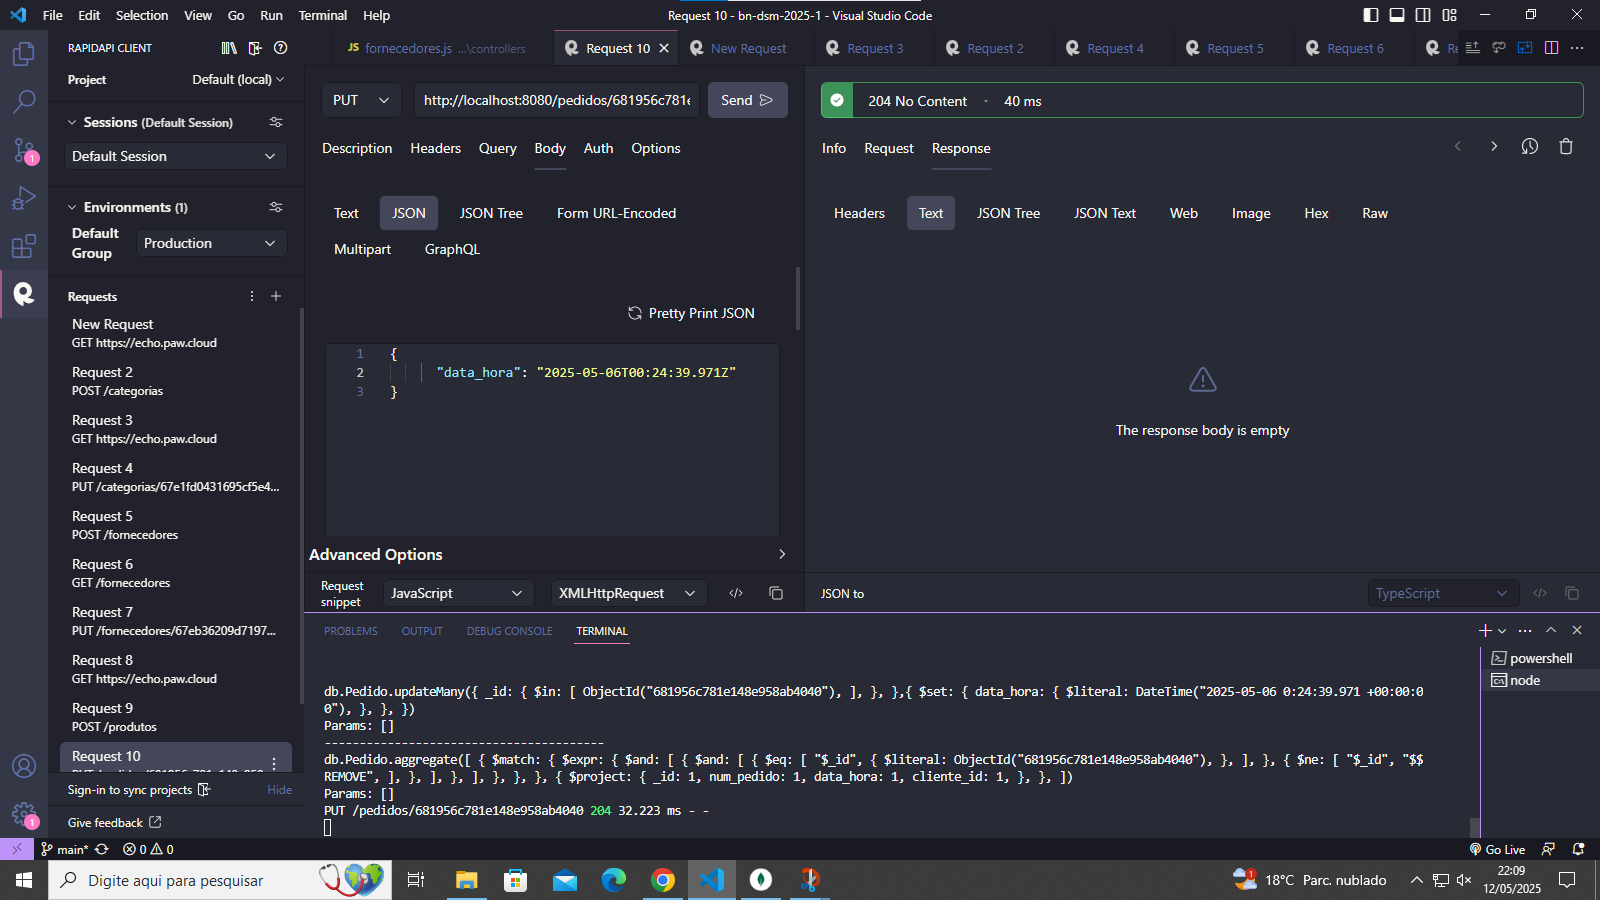 File Edit Selection View Go Run Terminal Help
Request 10 - bn-dsm-2025-1 - Visual Studio Code
RAPIDAPI CLIENT
Project Default (local)
Sessions (Default Session)
Default Session
Environments (1)
Default Group
Production
Requests
New Request
GET https://echo.paw.cloud
Request 2
POST /categorias
Request 3
GET https://echo.paw.cloud
Request 4
PUT /categorias/67e1fd0431695cf5e4...
Request 5
POST /fornecedores
Request 6
GET /fornecedores
Request 7
PUT /fornecedores/67eb36209d7197...
Request 8
GET https://echo.paw.cloud
Request 9
POST /produtos
Request 10
Sign-in to sync projects Hide
Give feedback
JS fornecedores.js ...\controllers
Request 10
New Request
Request 3
Request 2
Request 4
Request 5
Request 6
Re
PUT
http://localhost:8080/pedidos/681956c781e
Send
Description Headers Query Body Auth Options
Text JSON JSON Tree Form URL-Encoded
Multipart GraphQL
Pretty Print JSON
1 {
2 "data_hora": "2025-05-06T00:24:39.971Z"
3 }
Advanced Options
Request snippet
JavaScript
XMLHttpRequest
204 No Content - 40 ms
Info Request Response
Headers Text JSON Tree JSON Text Web Image Hex Raw
The response body is empty
JSON to
TypeScript
PROBLEMS OUTPUT DEBUG CONSOLE TERMINAL
powershell
node
db.Pedido.updateMany({ _id: { $in: [ ObjectId("681956c781e148e958ab4040"), ], }, },{ $set: { data_hora: { $literal: DateTime("2025-05-06 0:24:39.971 +00:00:0
0"), }, }, })
Params: []
----------------------------------------
db.Pedido.aggregate([ { $match: { $expr: { $and: [ { $and: [ { $eq: [ "$_id", { $literal: ObjectId("681956c781e148e958ab4040"), }, ], }, { $ne: [ "$_id", "$$
REMOVE", ], }, ], }, ], }, }, }, { $project: { _id: 1, num_pedido: 1, data_hora: 1, cliente_id: 1, }, }, ])
Params: []
PUT /pedidos/681956c781e148e958ab4040 204 32.223 ms - -
main* 0 0
Go Live
Digite aqui para pesquisar
1
18°C Parc. nublado
22:09
12/05/2025